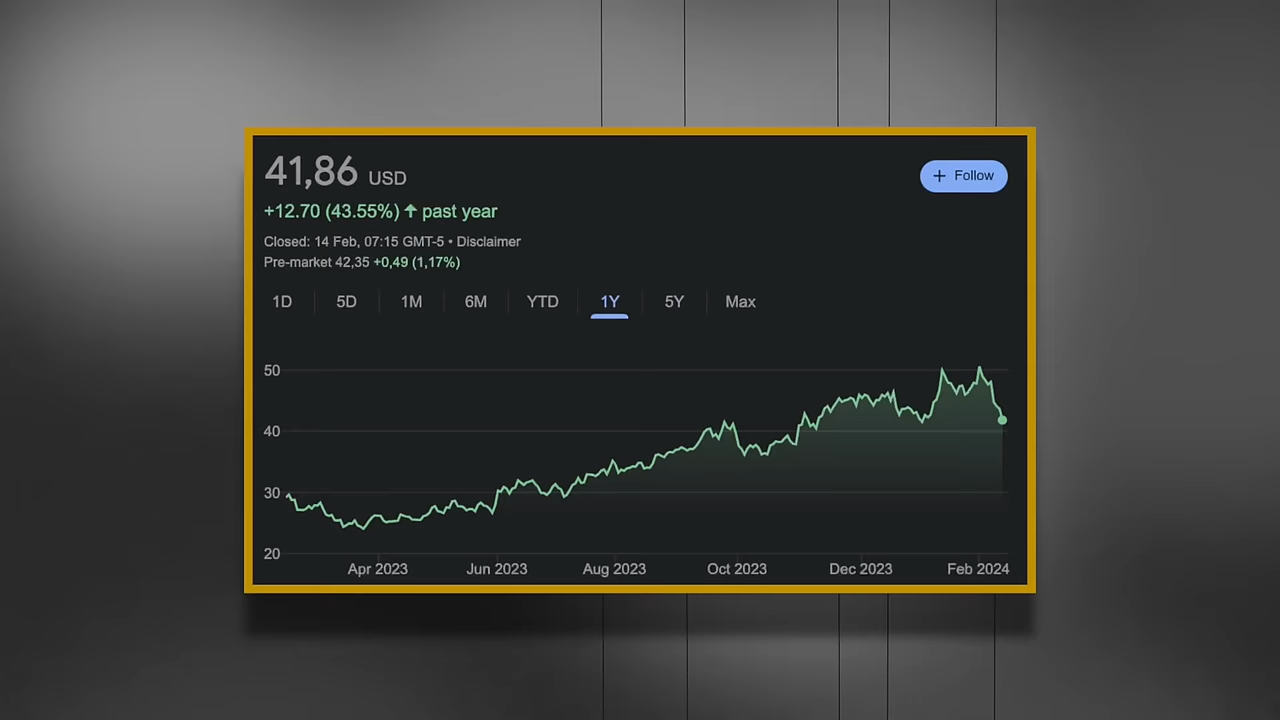 41,86 USD
+ Follow
+12.70 (43.55%) ↑ past year
Closed: 14 Feb, 07:15 GMT-5 • Disclaimer
Pre-market 42,35 +0,49 (1,17%)
1D 5D 1M 6M YTD 1Y 5Y Max
50
40
30
20
Apr 2023 Jun 2023 Aug 2023 Oct 2023 Dec 2023 Feb 2024